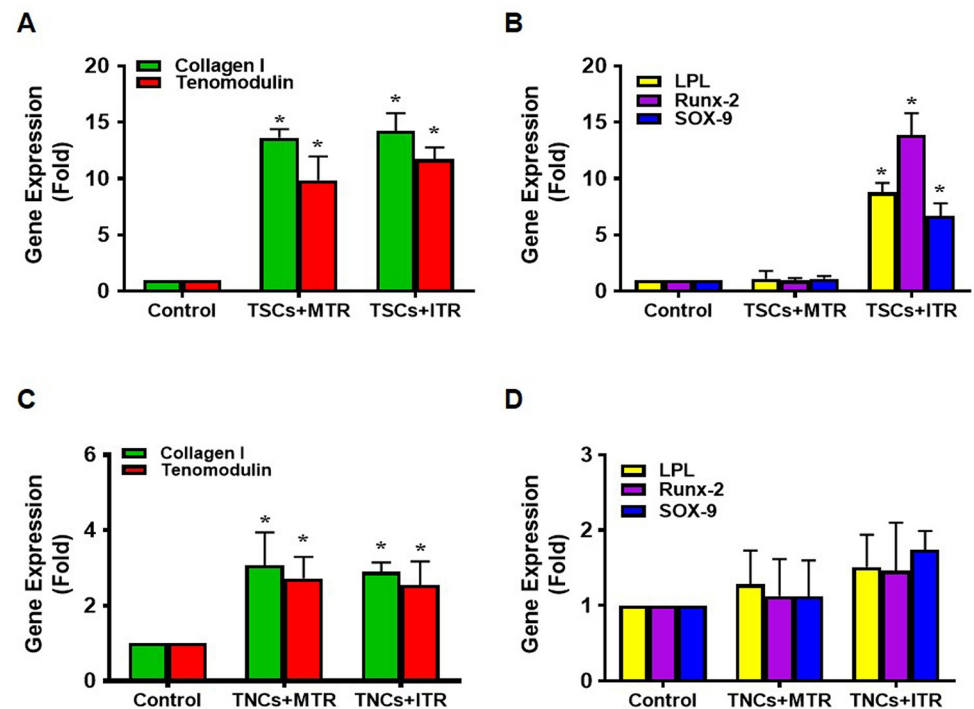 A
Gene Expression
(Fold)
20
15
10
5
0
Collagen I
Tenomodulin
*
*
*
*
Control
TSCs+MTR
TSCs+ITR
B
Gene Expression
(Fold)
20
15
10
5
0
LPL
Runx-2
SOX-9
*
*
*
Control
TSCs+MTR
TSCs+ITR
C
Gene Expression
(Fold)
6
4
2
0
Collagen I
Tenomodulin
*
*
*
*
Control
TNCs+MTR
TNCs+ITR
D
Gene Expression
(Fold)
3
2
1
0
LPL
Runx-2
SOX-9
Control
TNCs+MTR
TNCs+ITR